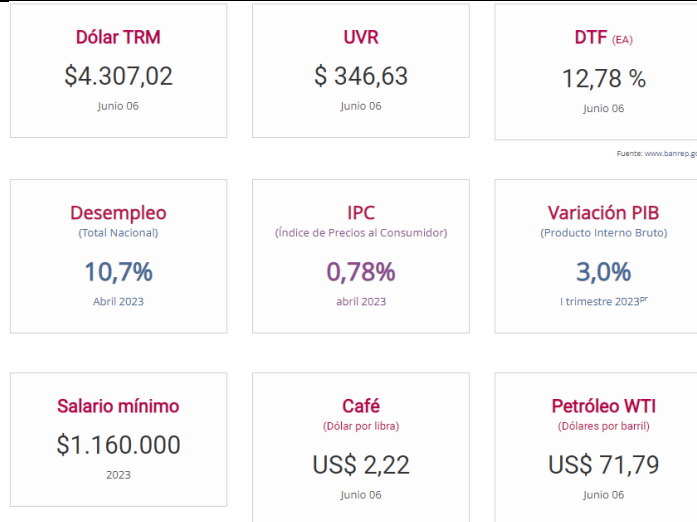 Dólar TRM
$4.307,02
Junio 06
UVR
$ 346,63
Junio 06
DTF (EA)
12,78 %
Junio 06
Fuente: www.banrep.go
Desempleo
(Total Nacional)
10,7%
Abril 2023
IPC
(Índice de Precios al Consumidor)
0,78%
abril 2023
Variación PIB
(Producto Interno Bruto)
3,0%
I trimestre 2023pr
Salario mínimo
$1.160.000
2023
Café
(Dólar por libra)
US$ 2,22
Junio 06
Petróleo WTI
(Dólares por barril)
US$ 71,79
Junio 06